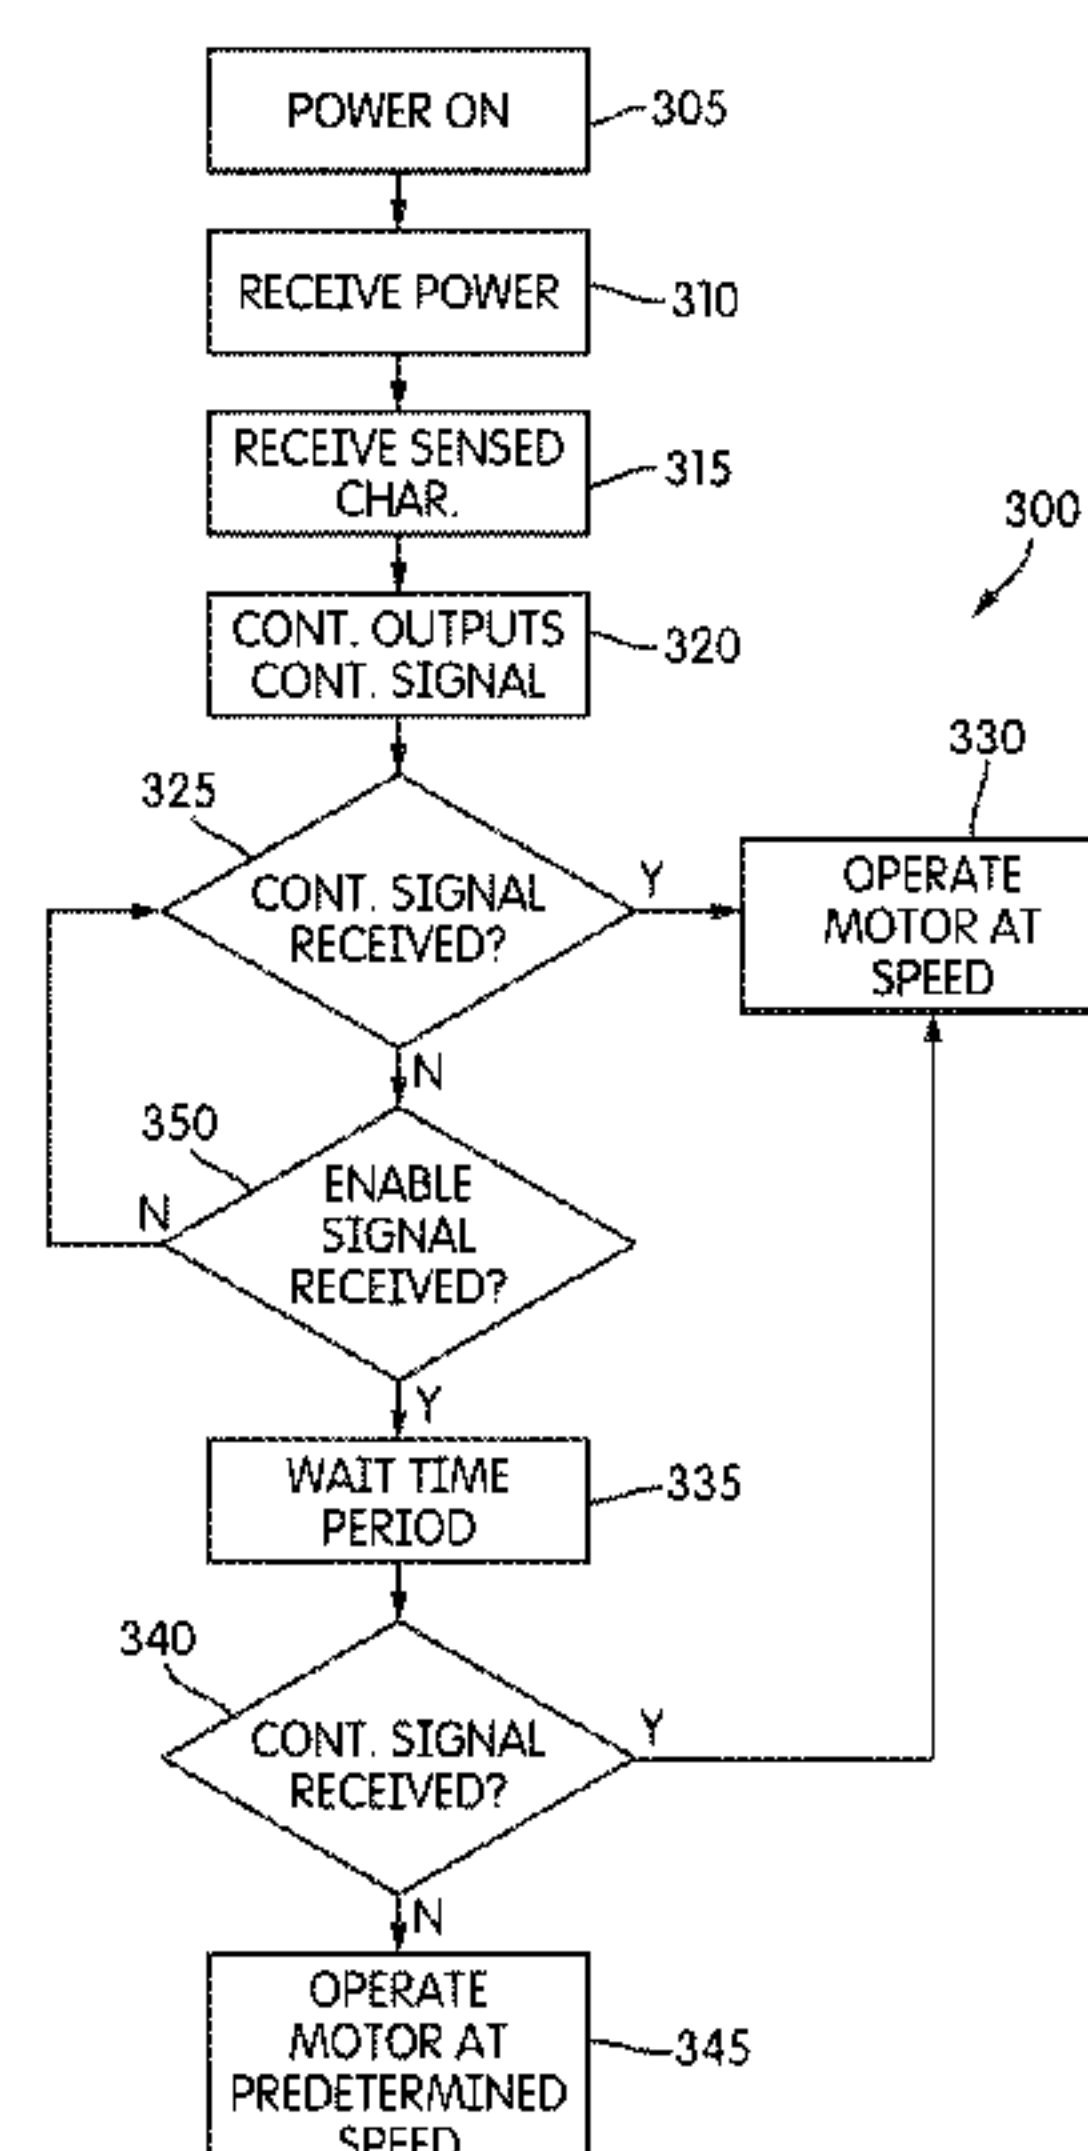 POWER ON
305
RECEIVE POWER
310
RECEIVE SENSED
CHAR.
315
300
CONT. OUTPUTS
CONT. SIGNAL
320
330
325
CONT. SIGNAL
RECEIVED?
Y
OPERATE
MOTOR AT
SPEED
N
350
ENABLE
SIGNAL
RECEIVED?
N
Y
WAIT TIME
PERIOD
335
340
CONT. SIGNAL
RECEIVED?
Y
N
OPERATE
MOTOR AT
PREDETERMINED
SPEED
345